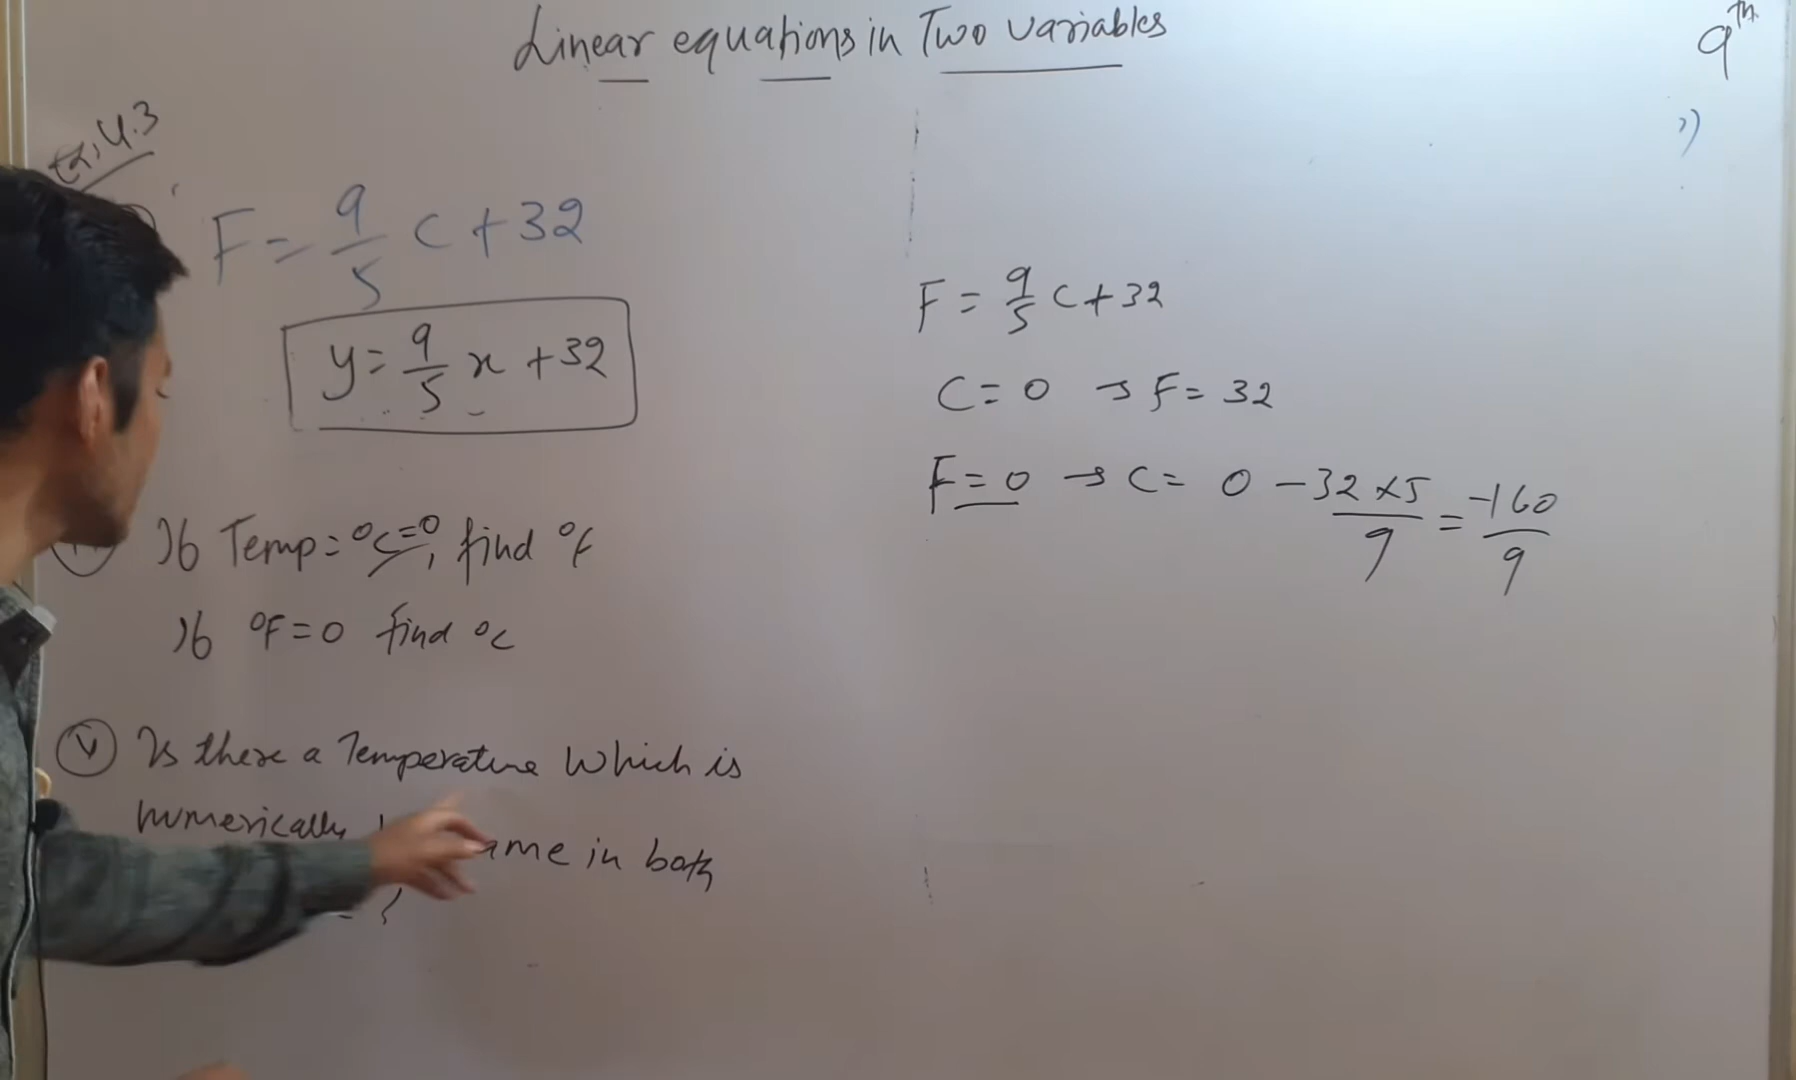 Linear equations in Two variables
9th
Ex, 4.3
F = 9/5 C + 32
y = 9/5 x + 32
If Temp = °C = 0, find °F
If °F = 0 find °C
V Is there a Temperature which is
numerically in both
F = 9/5 C + 32
C = 0 → F = 32
F = 0 → C = 0 - 32 × 5 / 9 = -160 / 9